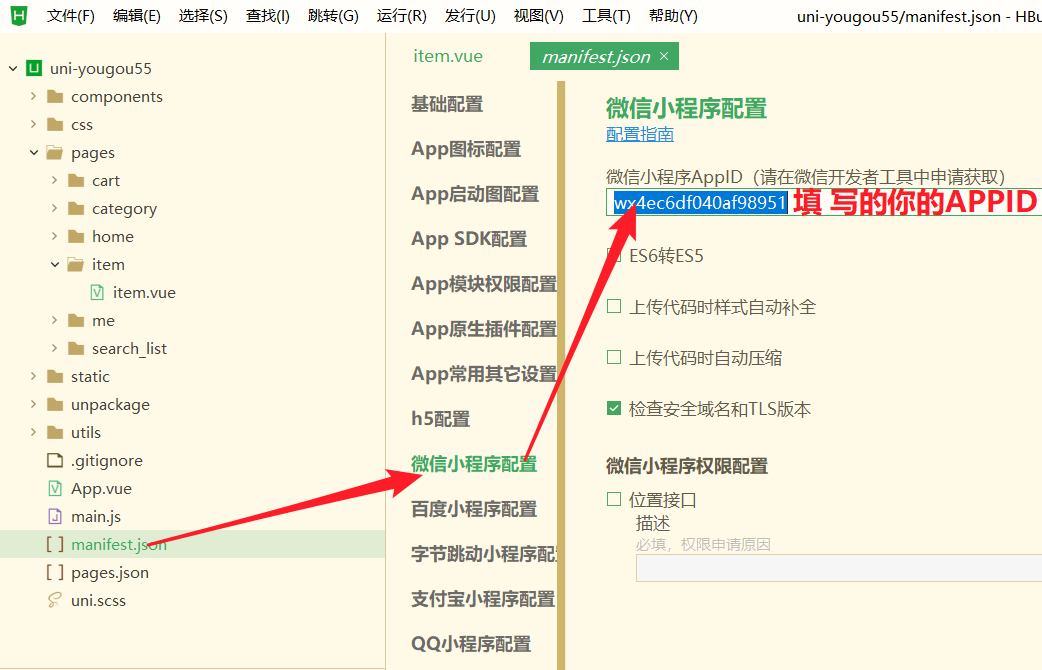 文件(F) 编辑(E) 选择(S) 查找(I) 跳转(G) 运行(R) 发行(U) 视图(V) 工具(T) 帮助(Y) uni-yougou55/manifest.json - HBu
uni-yougou55
components
css
pages
cart
category
home
item
item.vue
me
search_list
static
unpackage
utils
.gitignore
App.vue
main.js
manifest.json
pages.json
uni.scss
item.vue manifest.json ×
基础配置
App图标配置
App启动图配置
App SDK配置
App模块权限配置
App原生插件配置
App常用其它设置
h5配置
微信小程序配置
百度小程序配置
字节跳动小程序配
支付宝小程序配置
QQ小程序配置
微信小程序配置
配置指南
微信小程序AppID（请在微信开发者工具中申请获取）
wx4ec6df040af98951 填 写的你的APPID
ES6转ES5
上传代码时样式自动补全
上传代码时自动压缩
检查安全域名和TLS版本
微信小程序权限配置
位置接口
描述
必填，权限申请原因